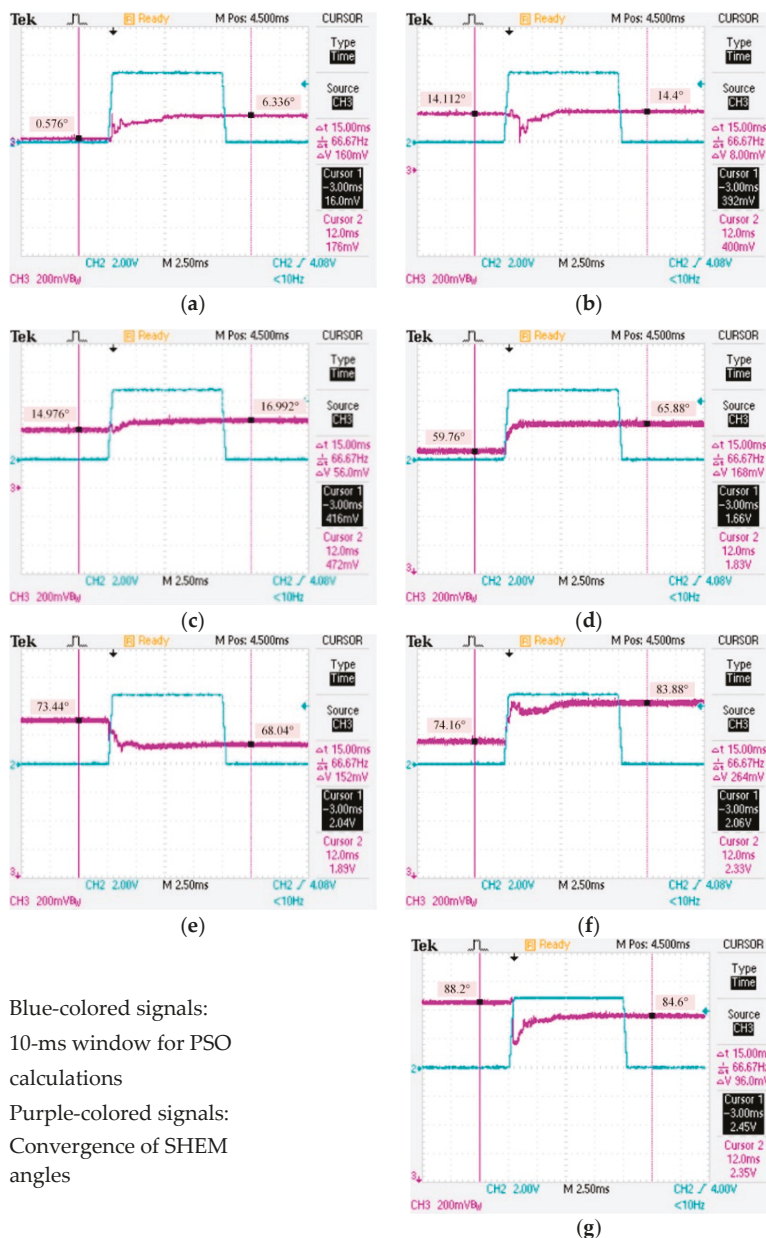 Tek Ready M Pos: 4.500ms CURSOR
Type
Time
Source
CH3
Δt 15.00ms
1/Δt 66.67Hz
ΔV 160mV
Cursor 1
-3.00ms
16.0mV
Cursor 2
12.0ms
176mV
0.576°
6.336°
3
CH2 2.00V M 2.50ms CH2 4.08V
CH3 200mVBW <10Hz
(a)
Tek Ready M Pos: 4.500ms CURSOR
Type
Time
Source
CH3
Δt 15.00ms
1/Δt 66.67Hz
ΔV 8.00mV
Cursor 1
-3.00ms
392mV
Cursor 2
12.0ms
400mV
14.112°
14.4°
2
3
CH2 2.00V M 2.50ms CH2 4.08V
CH3 200mVBW <10Hz
(b)
Tek Ready M Pos: 4.500ms CURSOR
Type
Time
Source
CH3
Δt 15.00ms
1/Δt 66.67Hz
ΔV 56.0mV
Cursor 1
-3.00ms
416mV
Cursor 2
12.0ms
472mV
14.976°
16.992°
2
3
CH2 2.00V M 2.50ms CH2 4.08V
CH3 200mVBW <10Hz
(c)
Tek Ready M Pos: 4.500ms CURSOR
Type
Time
Source
CH3
Δt 15.00ms
1/Δt 66.67Hz
ΔV 168mV
Cursor 1
-3.00ms
1.66V
Cursor 2
12.0ms
1.83V
59.76°
65.88°
2
3
CH2 2.00V M 2.50ms CH2 4.08V
CH3 200mVBW <10Hz
(d)
Tek Ready M Pos: 4.500ms CURSOR
Type
Time
Source
CH3
Δt 15.00ms
1/Δt 66.67Hz
ΔV 152mV
Cursor 1
-3.00ms
2.04V
Cursor 2
12.0ms
1.89V
73.44°
68.04°
2
3
CH2 2.00V M 2.50ms CH2 4.08V
CH3 200mVBW <10Hz
(e)
Tek Ready M Pos: 4.500ms CURSOR
Type
Time
Source
CH3
Δt 15.00ms
1/Δt 66.67Hz
ΔV 264mV
Cursor 1
-3.00ms
2.06V
Cursor 2
12.0ms
2.33V
74.16°
83.88°
2
3
CH2 2.00V M 2.50ms CH2 4.08V
CH3 200mVBW <10Hz
(f)
Blue-colored signals:
10-ms window for PSO
calculations
Purple-colored signals:
Convergence of SHEM
angles
Tek Ready M Pos: 4.500ms CURSOR
Type
Time
Source
CH3
Δt 15.00ms
1/Δt 66.67Hz
ΔV 96.0mV
Cursor 1
-3.00ms
2.45V
Cursor 2
12.0ms
2.35V
88.2°
84.6°
2
3
CH2 2.00V M 2.50ms CH2 4.00V
CH3 200mVBW <10Hz
(g)